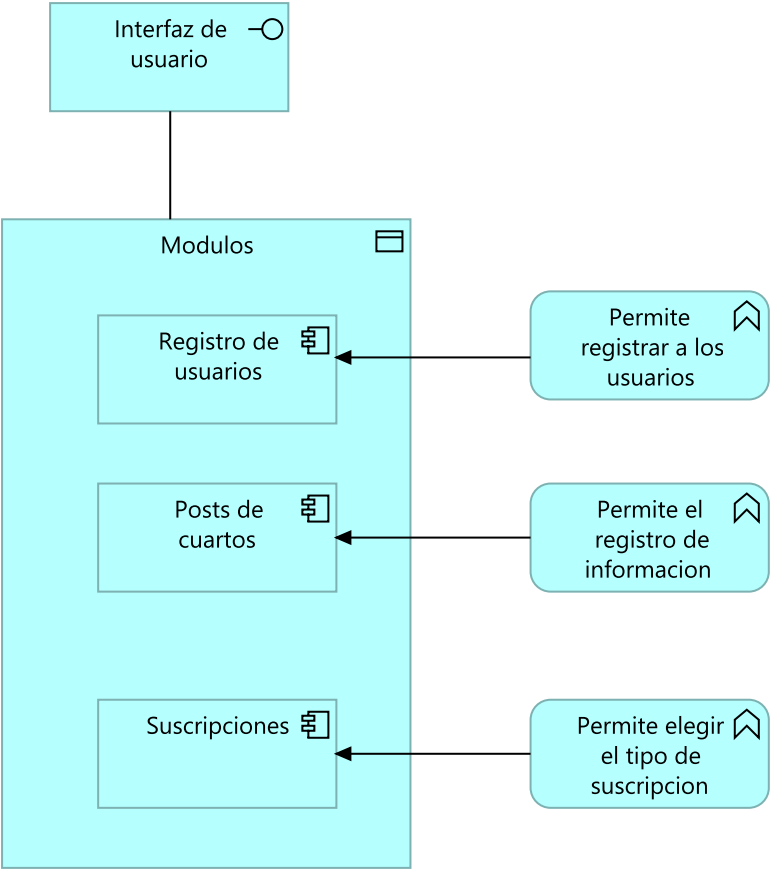 Interfaz de
usuario
Modulos
Registro de
usuarios
Permite
registrar a los
usuarios
Posts de
cuartos
Permite el
registro de
informacion
Suscripciones
Permite elegir
el tipo de
suscripcion